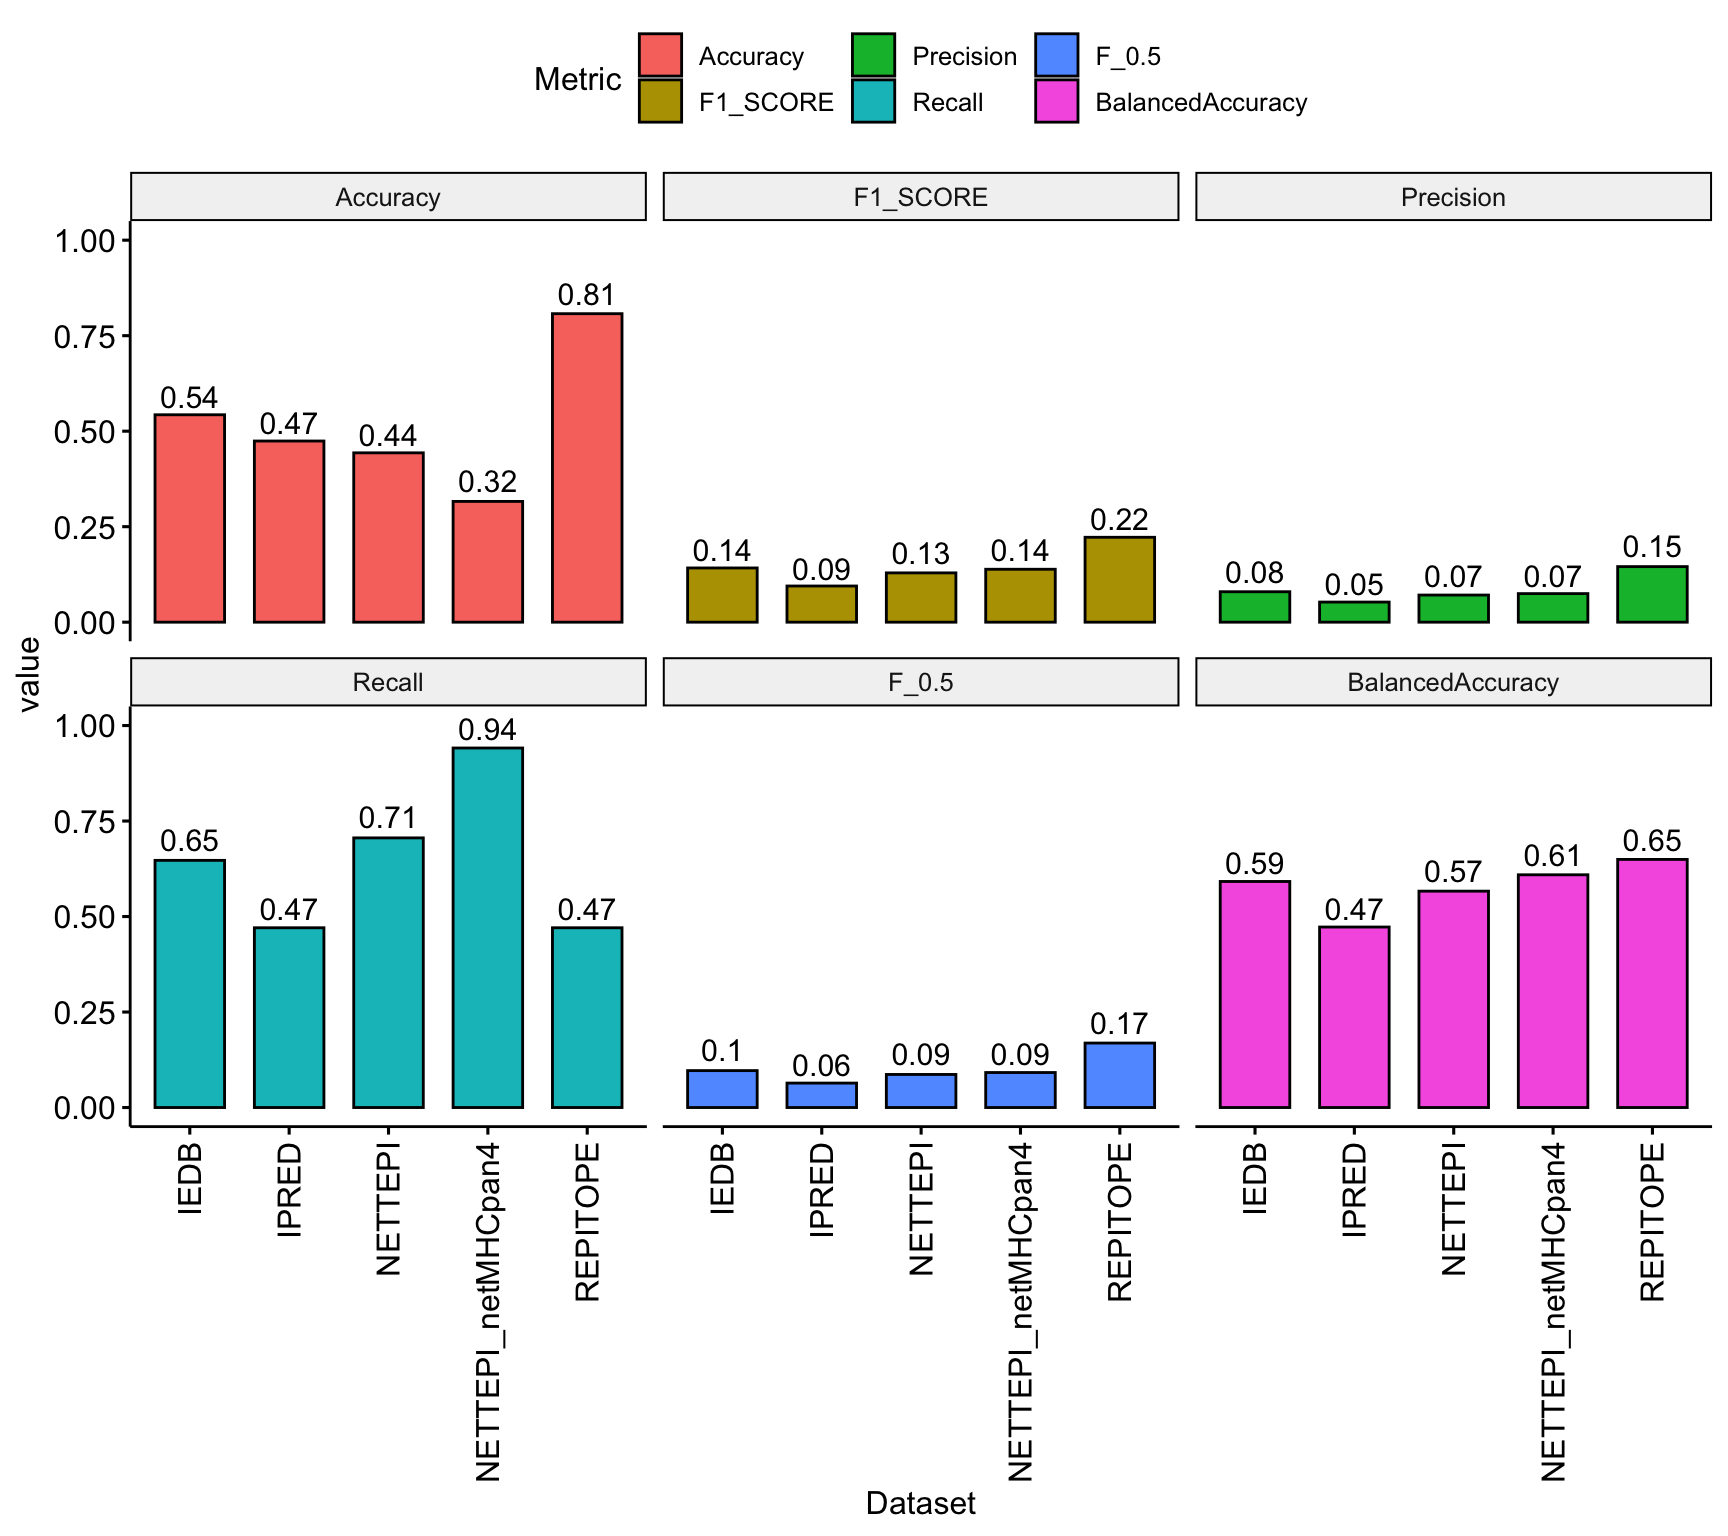 Metric
Accuracy
Precision
F_0.5
F1_SCORE
Recall
BalancedAccuracy
Accuracy
F1_SCORE
Precision
1.00
0.75
0.50
0.25
0.00
0.54
0.47
0.44
0.32
0.81
0.14
0.09
0.13
0.14
0.22
0.08
0.05
0.07
0.07
0.15
value
Recall
F_0.5
BalancedAccuracy
1.00
0.75
0.50
0.25
0.00
0.65
0.47
0.71
0.94
0.47
0.1
0.06
0.09
0.09
0.17
0.59
0.47
0.57
0.61
0.65
IEDB
IPRED
NETTEPI
NETTEPI_netMHCpan4
REPITOPE
IEDB
IPRED
NETTEPI
NETTEPI_netMHCpan4
REPITOPE
IEDB
IPRED
NETTEPI
NETTEPI_netMHCpan4
REPITOPE
Dataset